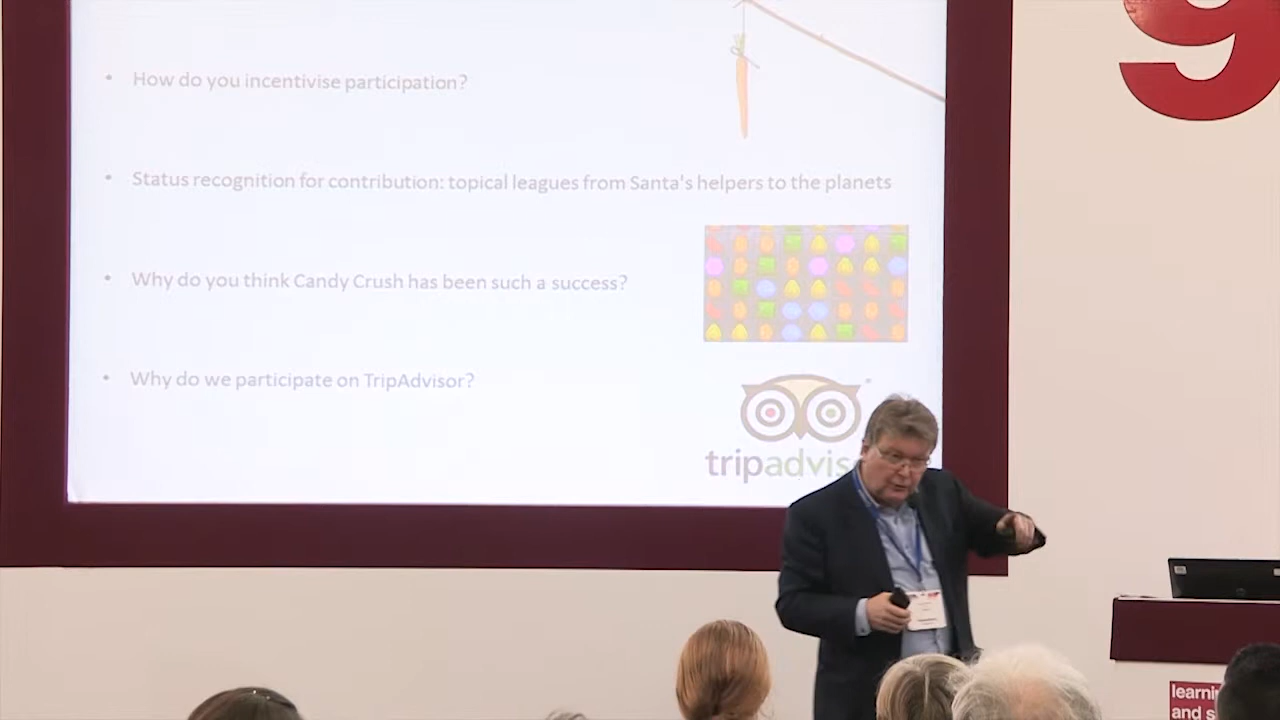 9
• How do you incentivise participation?
• Status recognition for contribution: topical leagues from Santa's helpers to the planets
• Why do you think Candy Crush has been such a success?
• Why do we participate on TripAdvisor?
tripadvis
learni
and s